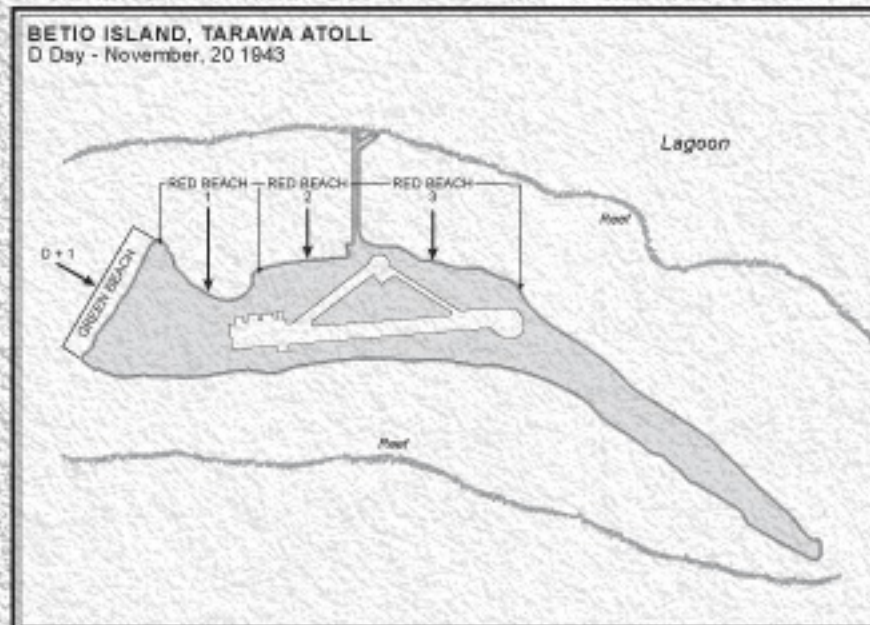 BETIO ISLAND, TARAWA ATOLL
D Day - November, 20 1943
Lagoon
RED BEACH
1
RED BEACH
2
RED BEACH
3
Reef
D + 1
GREEN BEACH
Reef